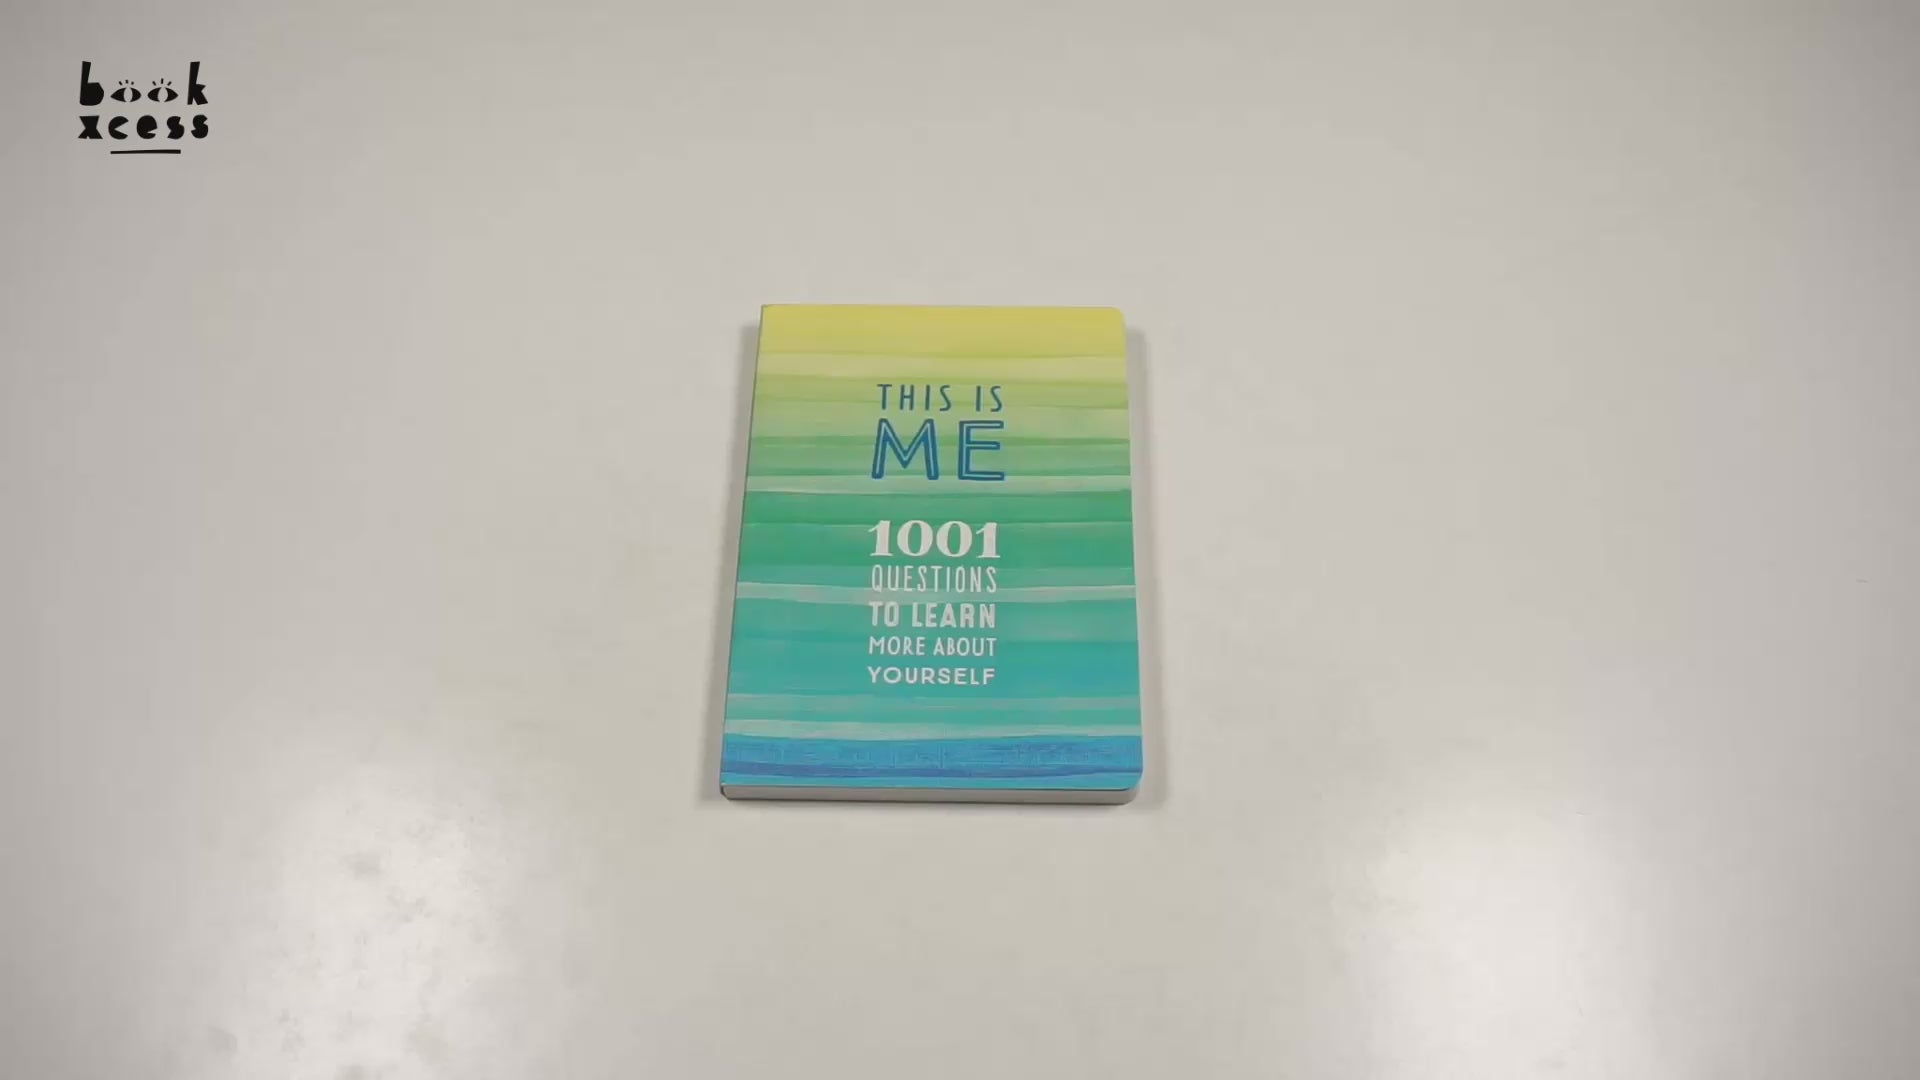 book
xcess
THIS IS
ME
1001
QUESTIONS
TO LEARN
MORE ABOUT
YOURSELF